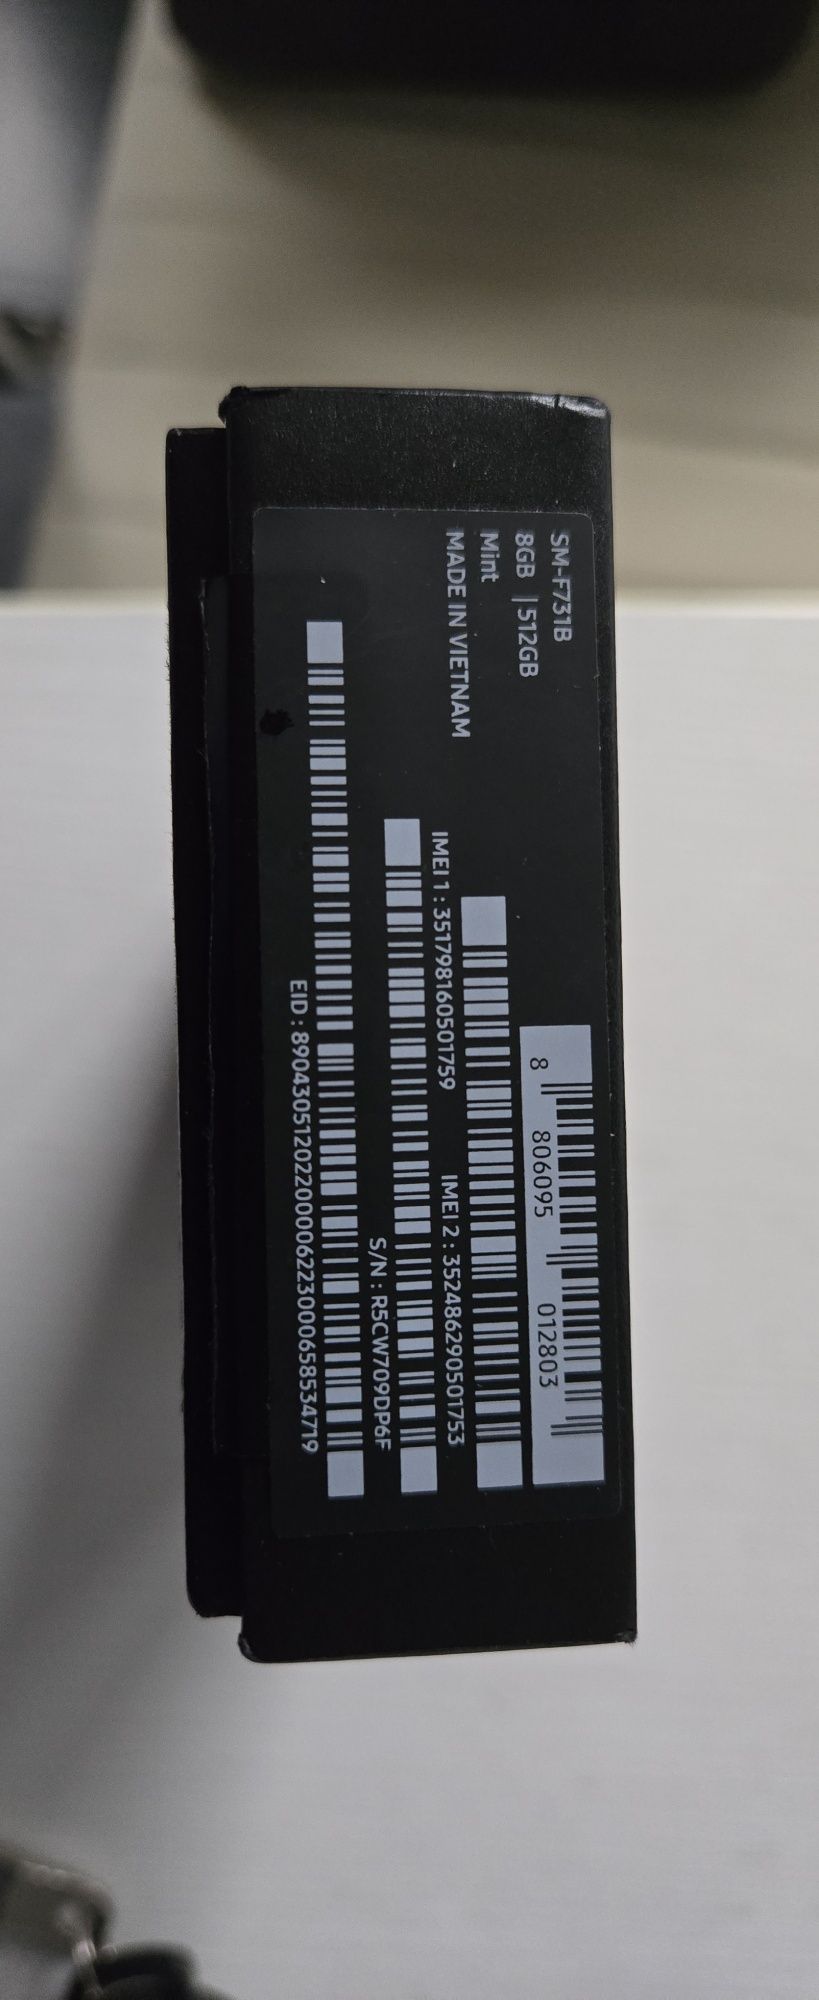 SM-F731B
8GB | 512GB
Mint
MADE IN VIETNAM
8 806095 012803
IMEI 1 : 351798160501759 IMEI 2 : 352486290501753
S/N : R5CW709DP6F
EID : 89043051202200006223000658534719